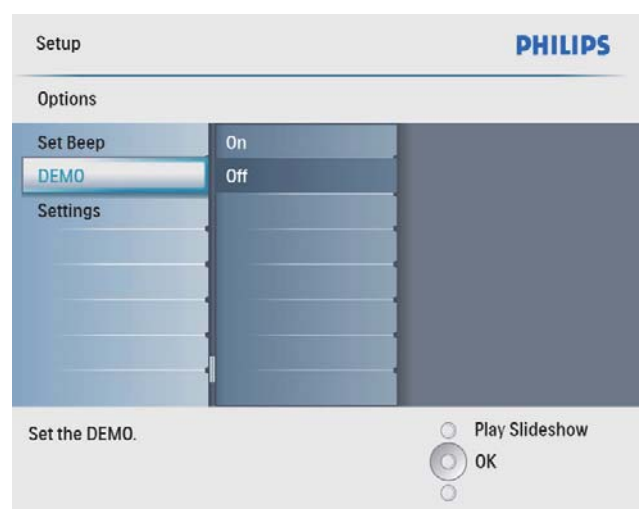 Setup PHILIPS
Options
Set Beep On
DEMO Off
Settings
Set the DEMO. Play Slideshow
OK